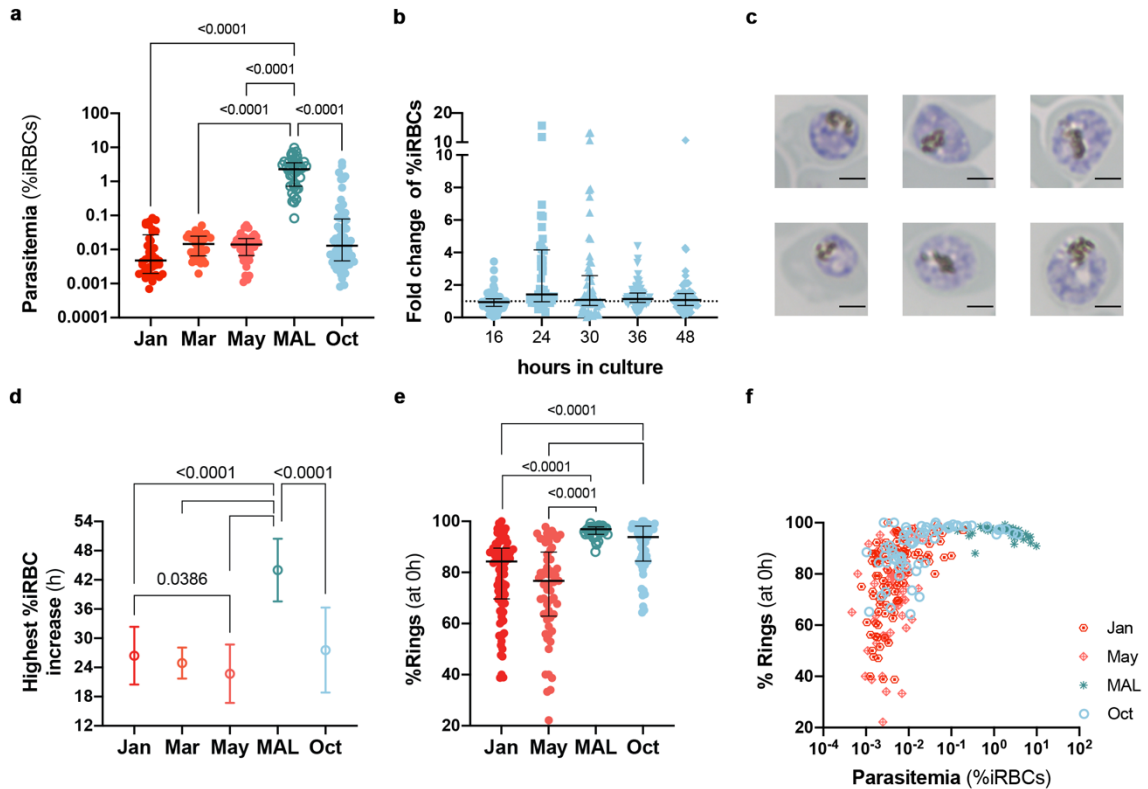 a
<0.0001
<0.0001
<0.0001
<0.0001
Parasitemia (%iRBCs)
100
10
1
0.1
0.01
0.001
0.0001
Jan Mar May MAL Oct
b
Fold change of %iRBCs
20
15
10
8
6
4
2
0
16 24 30 36 48
hours in culture
c
d
<0.0001 <0.0001
0.0386
Highest %iRBC
increase (h)
54
48
42
36
30
24
18
12
Jan Mar May MAL Oct
e
<0.0001
<0.0001
<0.0001
%Rings (at 0h)
100
80
60
40
20
Jan May MAL Oct
f
% Rings (at 0h)
100
80
60
40
20
10-4 10-3 10-2 10-1 100 101 102
Parasitemia (%iRBCs)
Jan
May
MAL
Oct